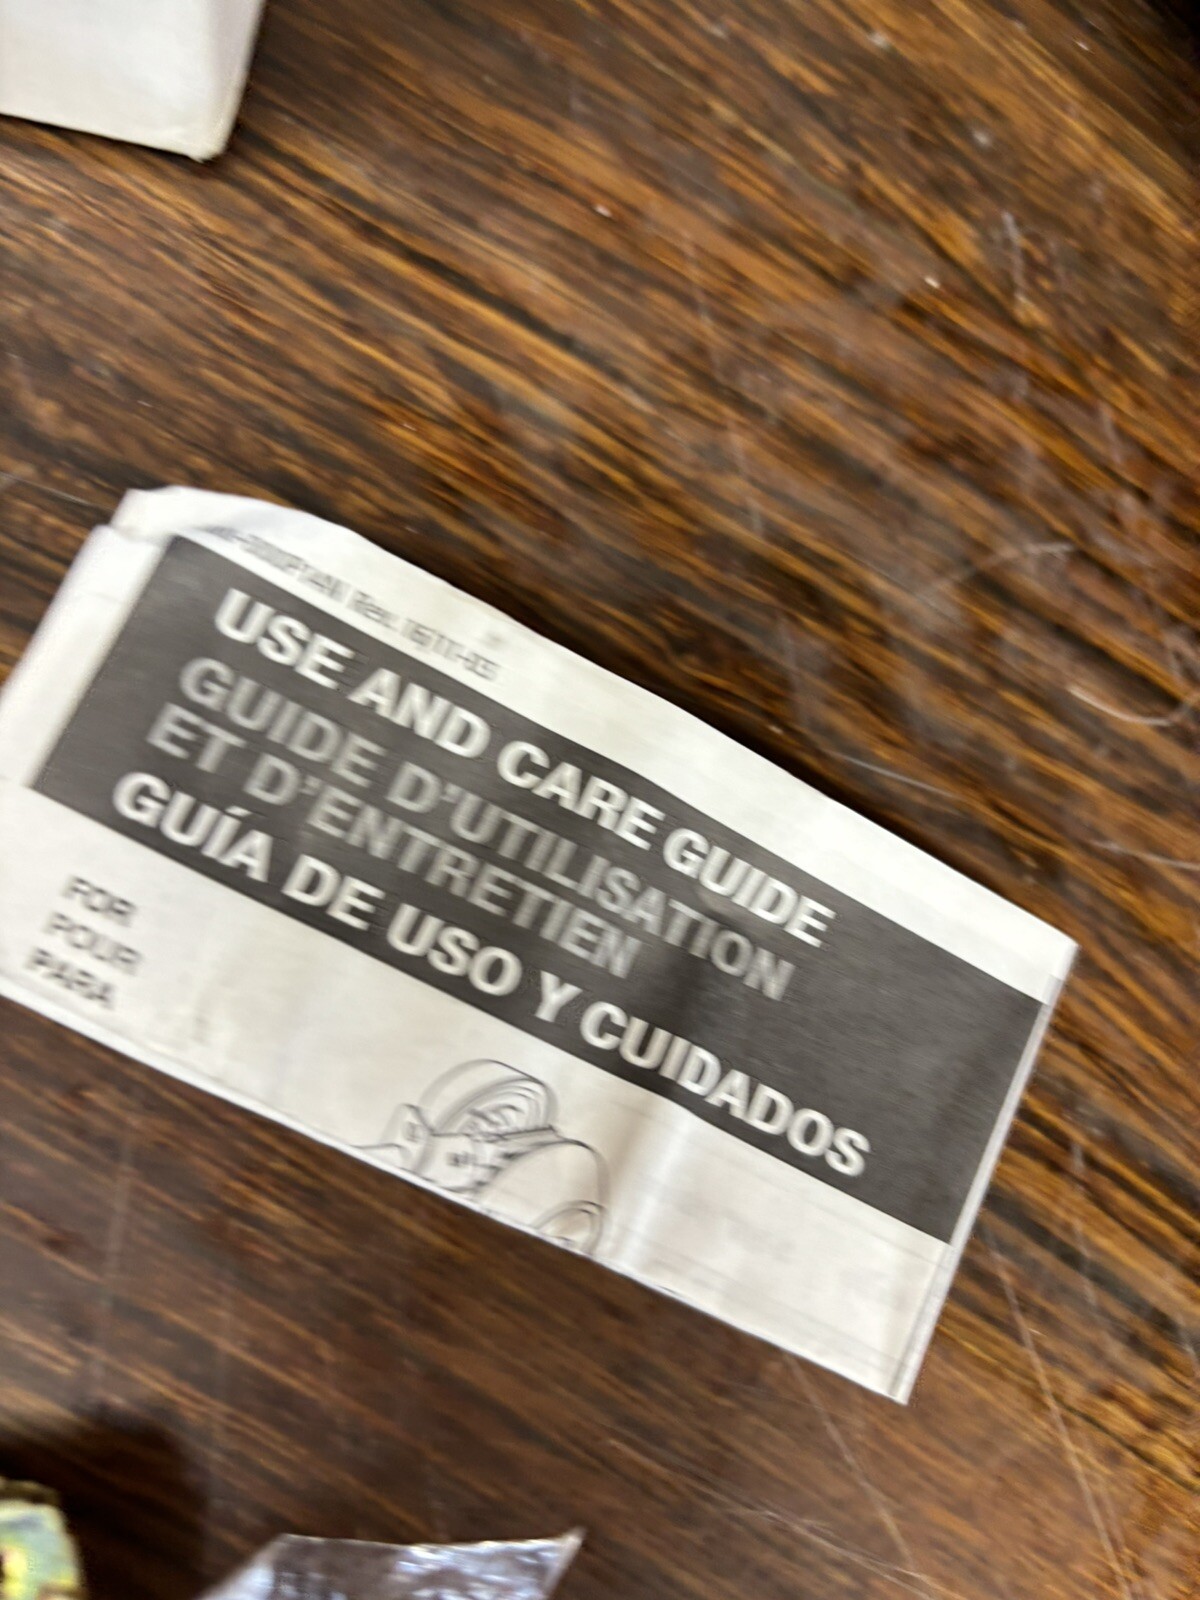 USE AND CARE GUIDE
GUIDE D'UTILISATION
ET D'ENTRETIEN
GUÍA DE USO Y CUIDADOS
FOR
POUR
PARA